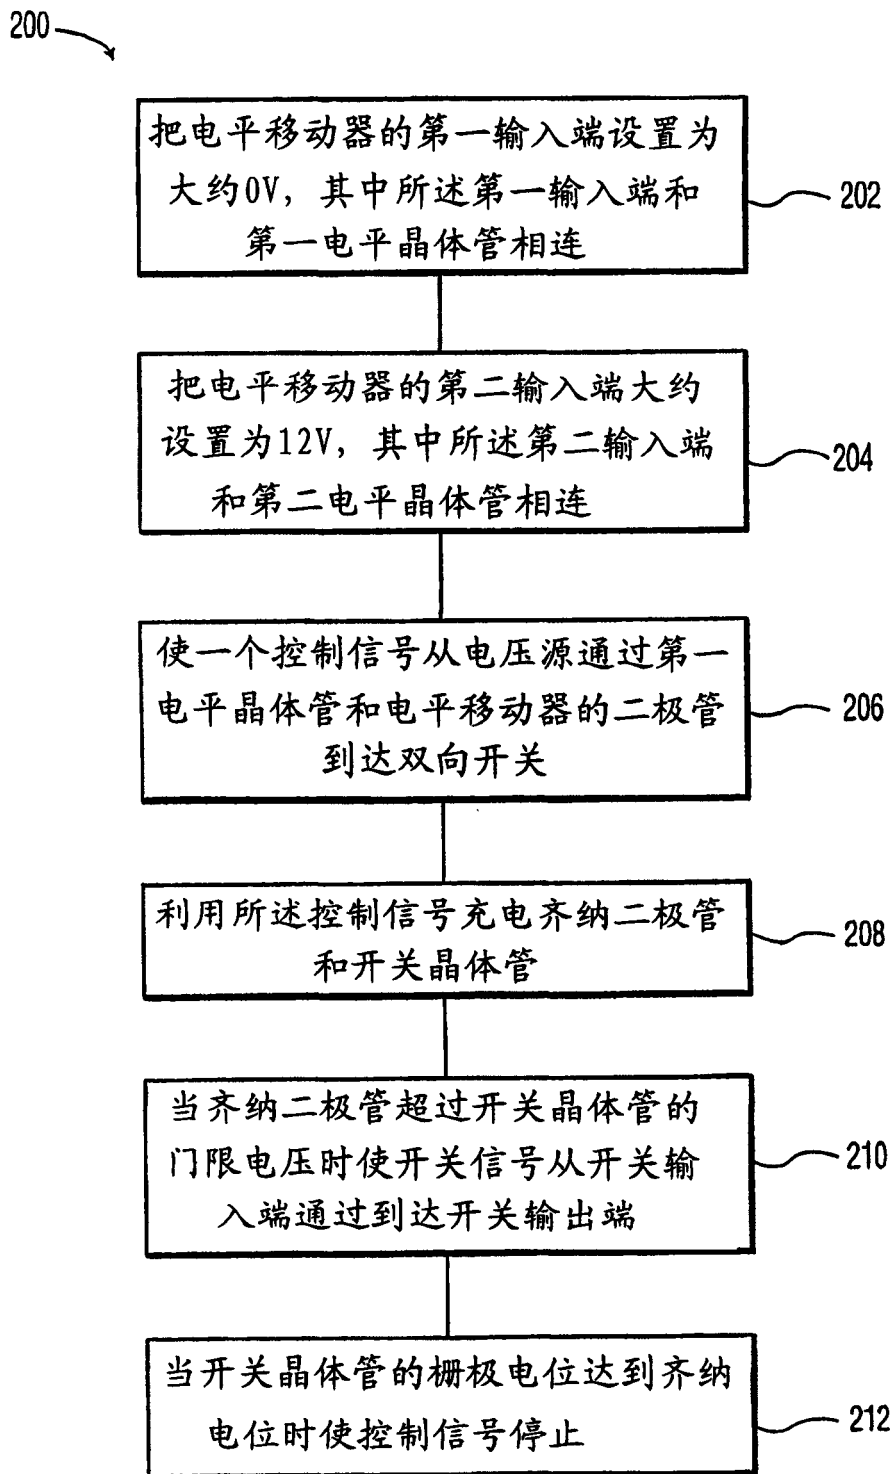 200
把电平移动器的第一输入端设置为
大约0V，其中所述第一输入端和
第一电平晶体管相连
202
把电平移动器的第二输入端大约
设置为12V，其中所述第二输入端
和第二电平晶体管相连
204
使一个控制信号从电压源通过第一
电平晶体管和电平移动器的二极管
到达双向开关
206
利用所述控制信号充电齐纳二极管
和开关晶体管
208
当齐纳二极管超过开关晶体管的
门限电压时使开关信号从开关输
入端通过到达开关输出端
210
当开关晶体管的栅极电位达到齐纳
电位时使控制信号停止
212